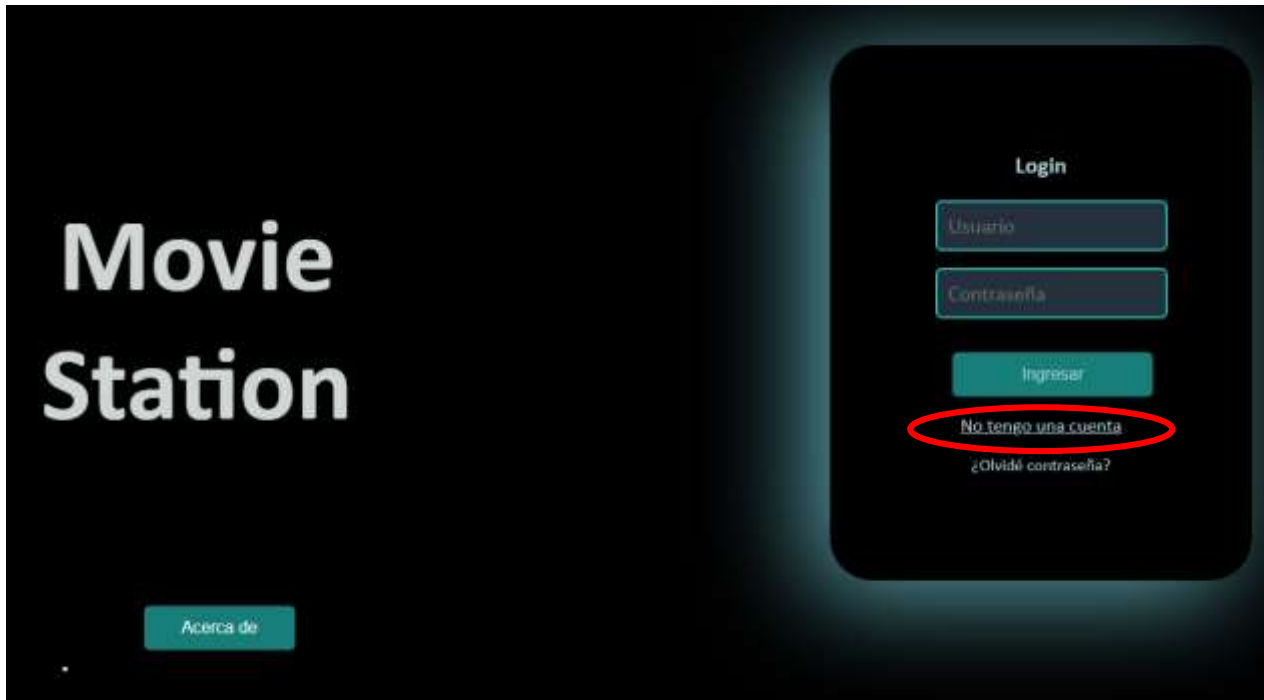 Movie
Station
Acerca de
Login
Usuario
Contraseña
Ingresar
No tengo una cuenta
¿Olvidé contraseña?